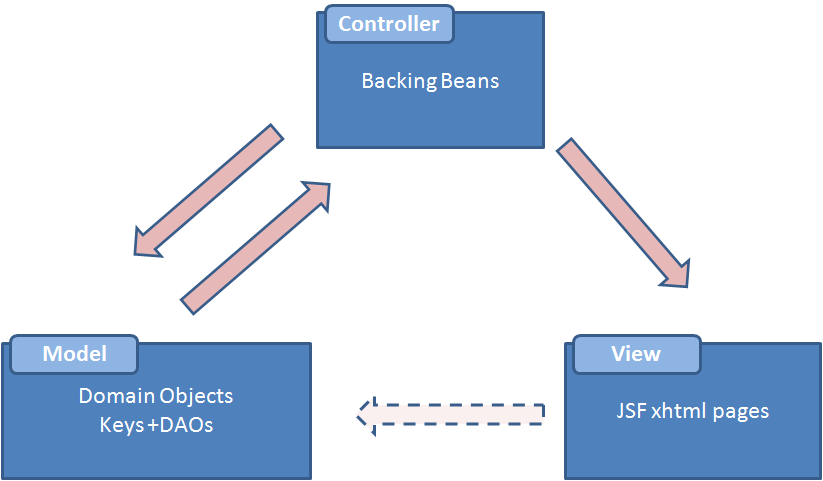 Controller
Backing Beans
Model
Domain Objects
Keys+DAOs
View
JSF xhtml pages